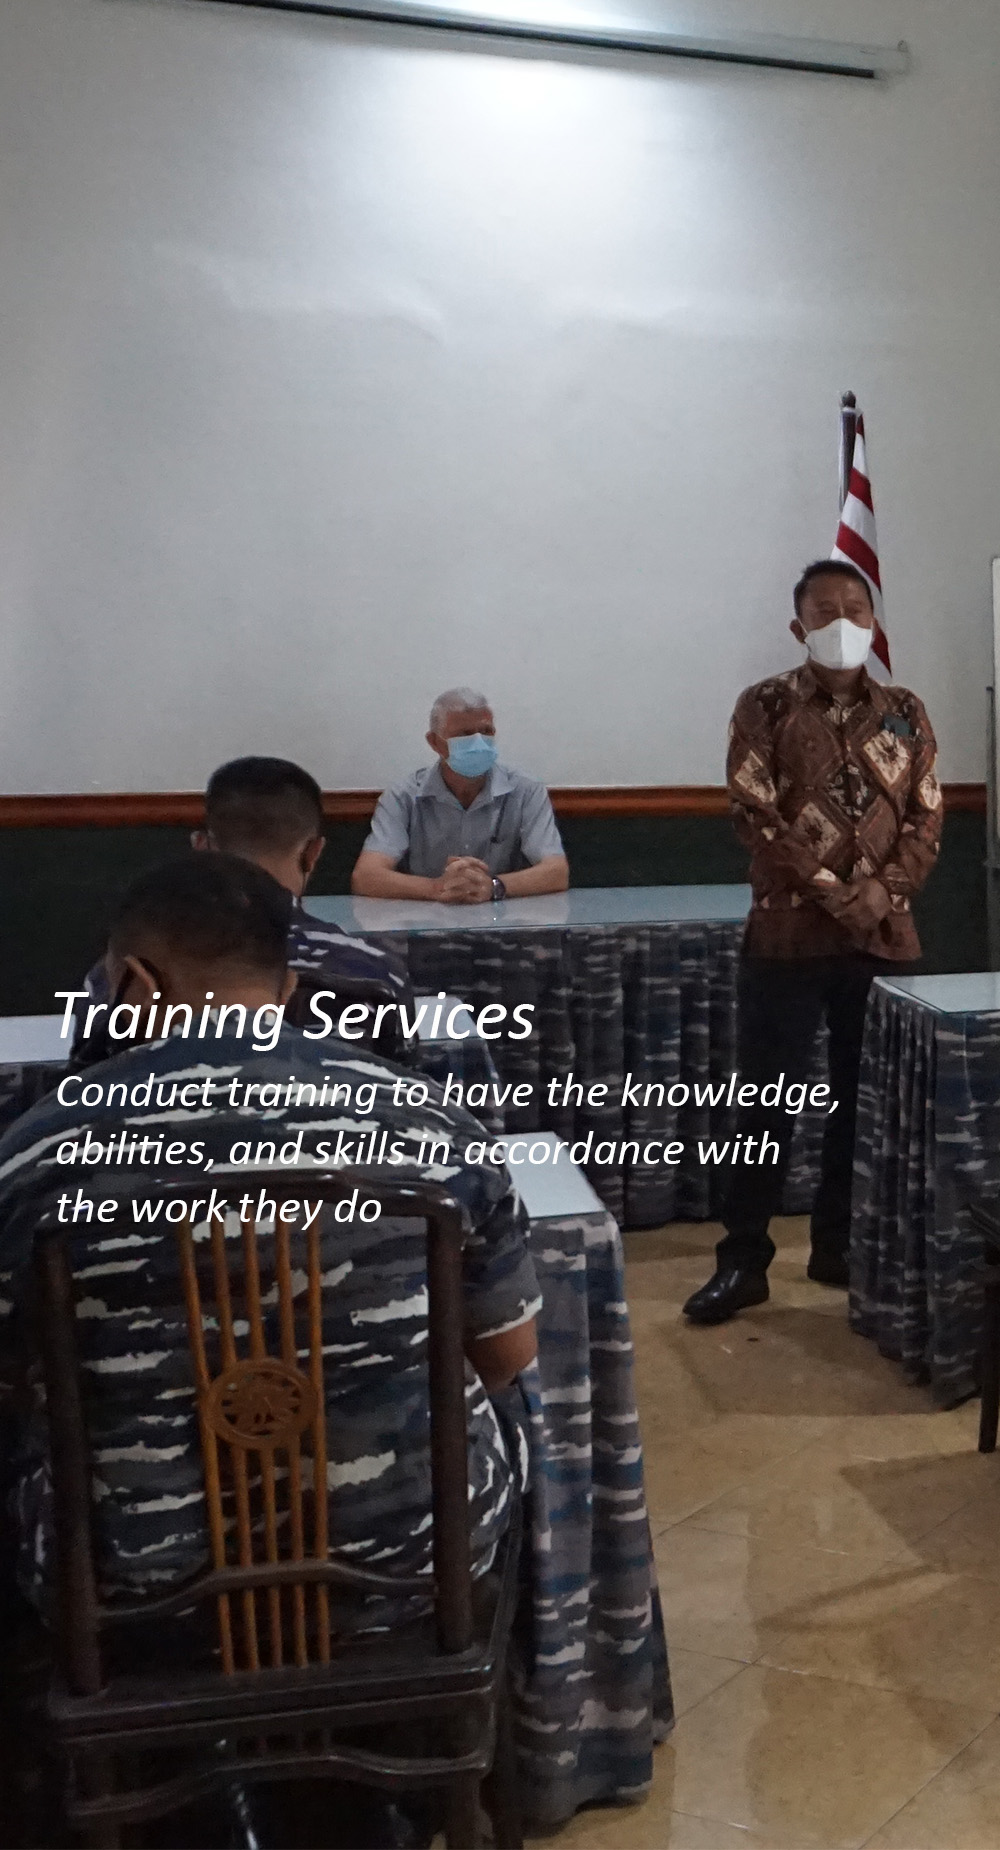 Training Services
Conduct training to have the knowledge,
abilities, and skills in accordance with
the work they do